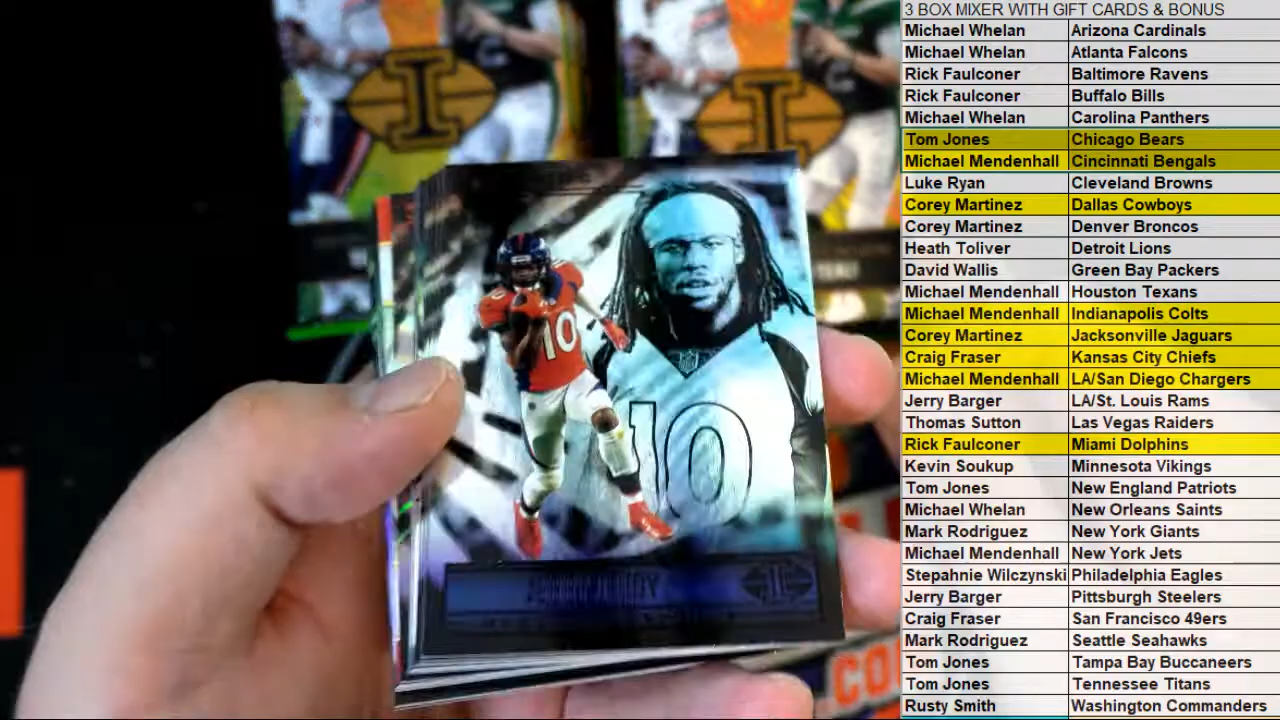 3 BOX MIXER WITH GIFT CARDS & BONUS
Michael Whelan Arizona Cardinals
Michael Whelan Atlanta Falcons
Rick Faulconer Baltimore Ravens
Rick Faulconer Buffalo Bills
Michael Whelan Carolina Panthers
Tom Jones Chicago Bears
Michael Mendenhall Cincinnati Bengals
Luke Ryan Cleveland Browns
Corey Martinez Dallas Cowboys
Corey Martinez Denver Broncos
Heath Toliver Detroit Lions
David Wallis Green Bay Packers
Michael Mendenhall Houston Texans
Michael Mendenhall Indianapolis Colts
Corey Martinez Jacksonville Jaguars
Craig Fraser Kansas City Chiefs
Michael Mendenhall LA/San Diego Chargers
Jerry Barger LA/St. Louis Rams
Thomas Sutton Las Vegas Raiders
Rick Faulconer Miami Dolphins
Kevin Soukup Minnesota Vikings
Tom Jones New England Patriots
Michael Whelan New Orleans Saints
Mark Rodriguez New York Giants
Michael Mendenhall New York Jets
Stepahnie Wilczynski Philadelphia Eagles
Jerry Barger Pittsburgh Steelers
Craig Fraser San Francisco 49ers
Mark Rodriguez Seattle Seahawks
Tom Jones Tampa Bay Buccaneers
Tom Jones Tennessee Titans
Rusty Smith Washington Commanders
I
I
10
10
10
CO